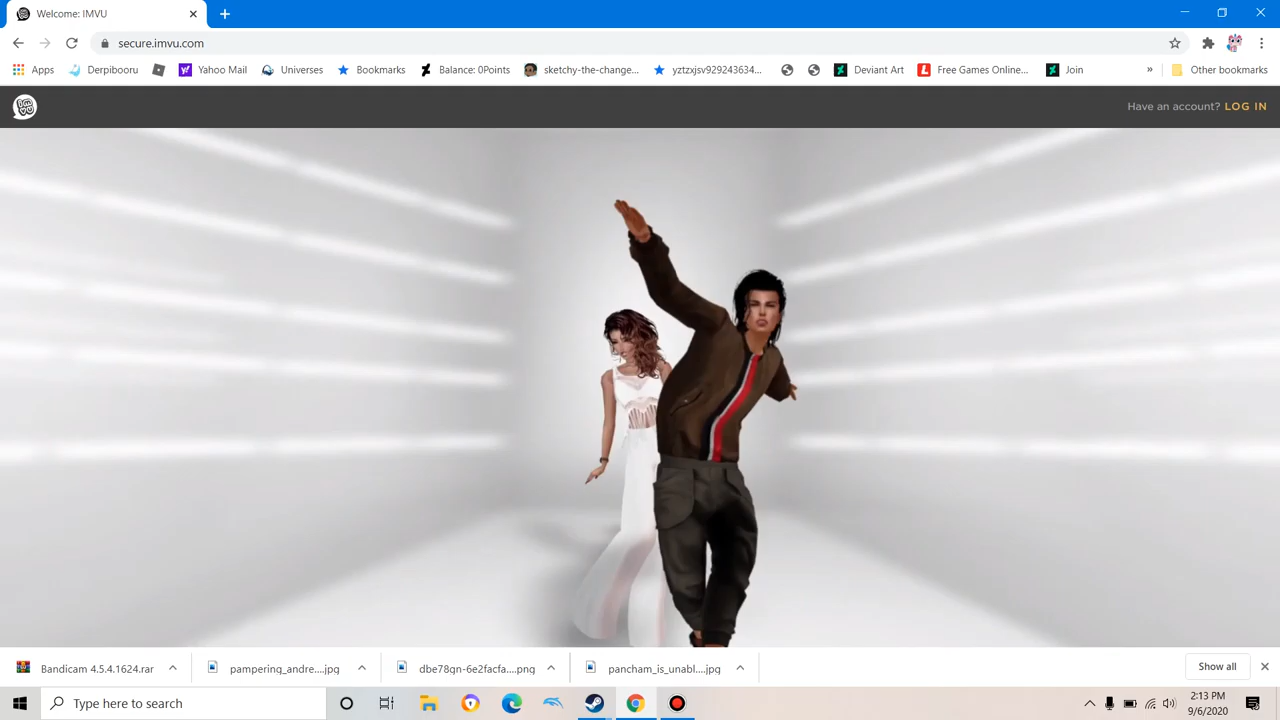 Welcome: IMVU
secure.imvu.com
Apps Derpibooru Yahoo Mail Universes Bookmarks Balance: 0Points sketchy-the-change... yztzxjsv929243634... Deviant Art Free Games Online... Join » Other bookmarks
Have an account? LOG IN
Bandicam 4.5.4.1624.rar pampering_andre....jpg dbe78qn-6e2facfa....png pancham_is_unabl....jpg Show all
Type here to search
2:13 PM
9/6/2020